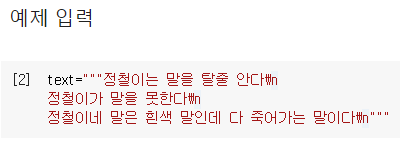 예제 입력
[2] text="""정철이는 말을 탈줄 안다₩n
정철이가 말을 못한다₩n
정철이네 말은 흰색 말인데 다 죽어가는 말이다₩n"""